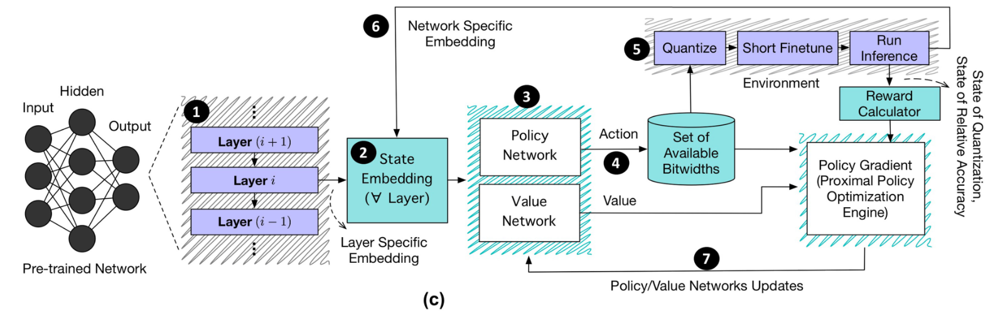 Hidden
Input
Output
Pre-trained Network
1
⋮
Layer (i + 1)
Layer i
Layer (i − 1)
⋮
Layer Specific
Embedding
2
State
Embedding
(∀ Layer)
6
Network Specific
Embedding
3
Policy
Network
Value
Network
Action
4
Value
Set of
Available
Bitwidths
5
Quantize
Short Finetune
Run
Inference
Environment
Reward
Calculator
State of Quantization,
State of Relative Accuracy
Policy Gradient
(Proximal Policy
Optimization
Engine)
7
Policy/Value Networks Updates
(c)